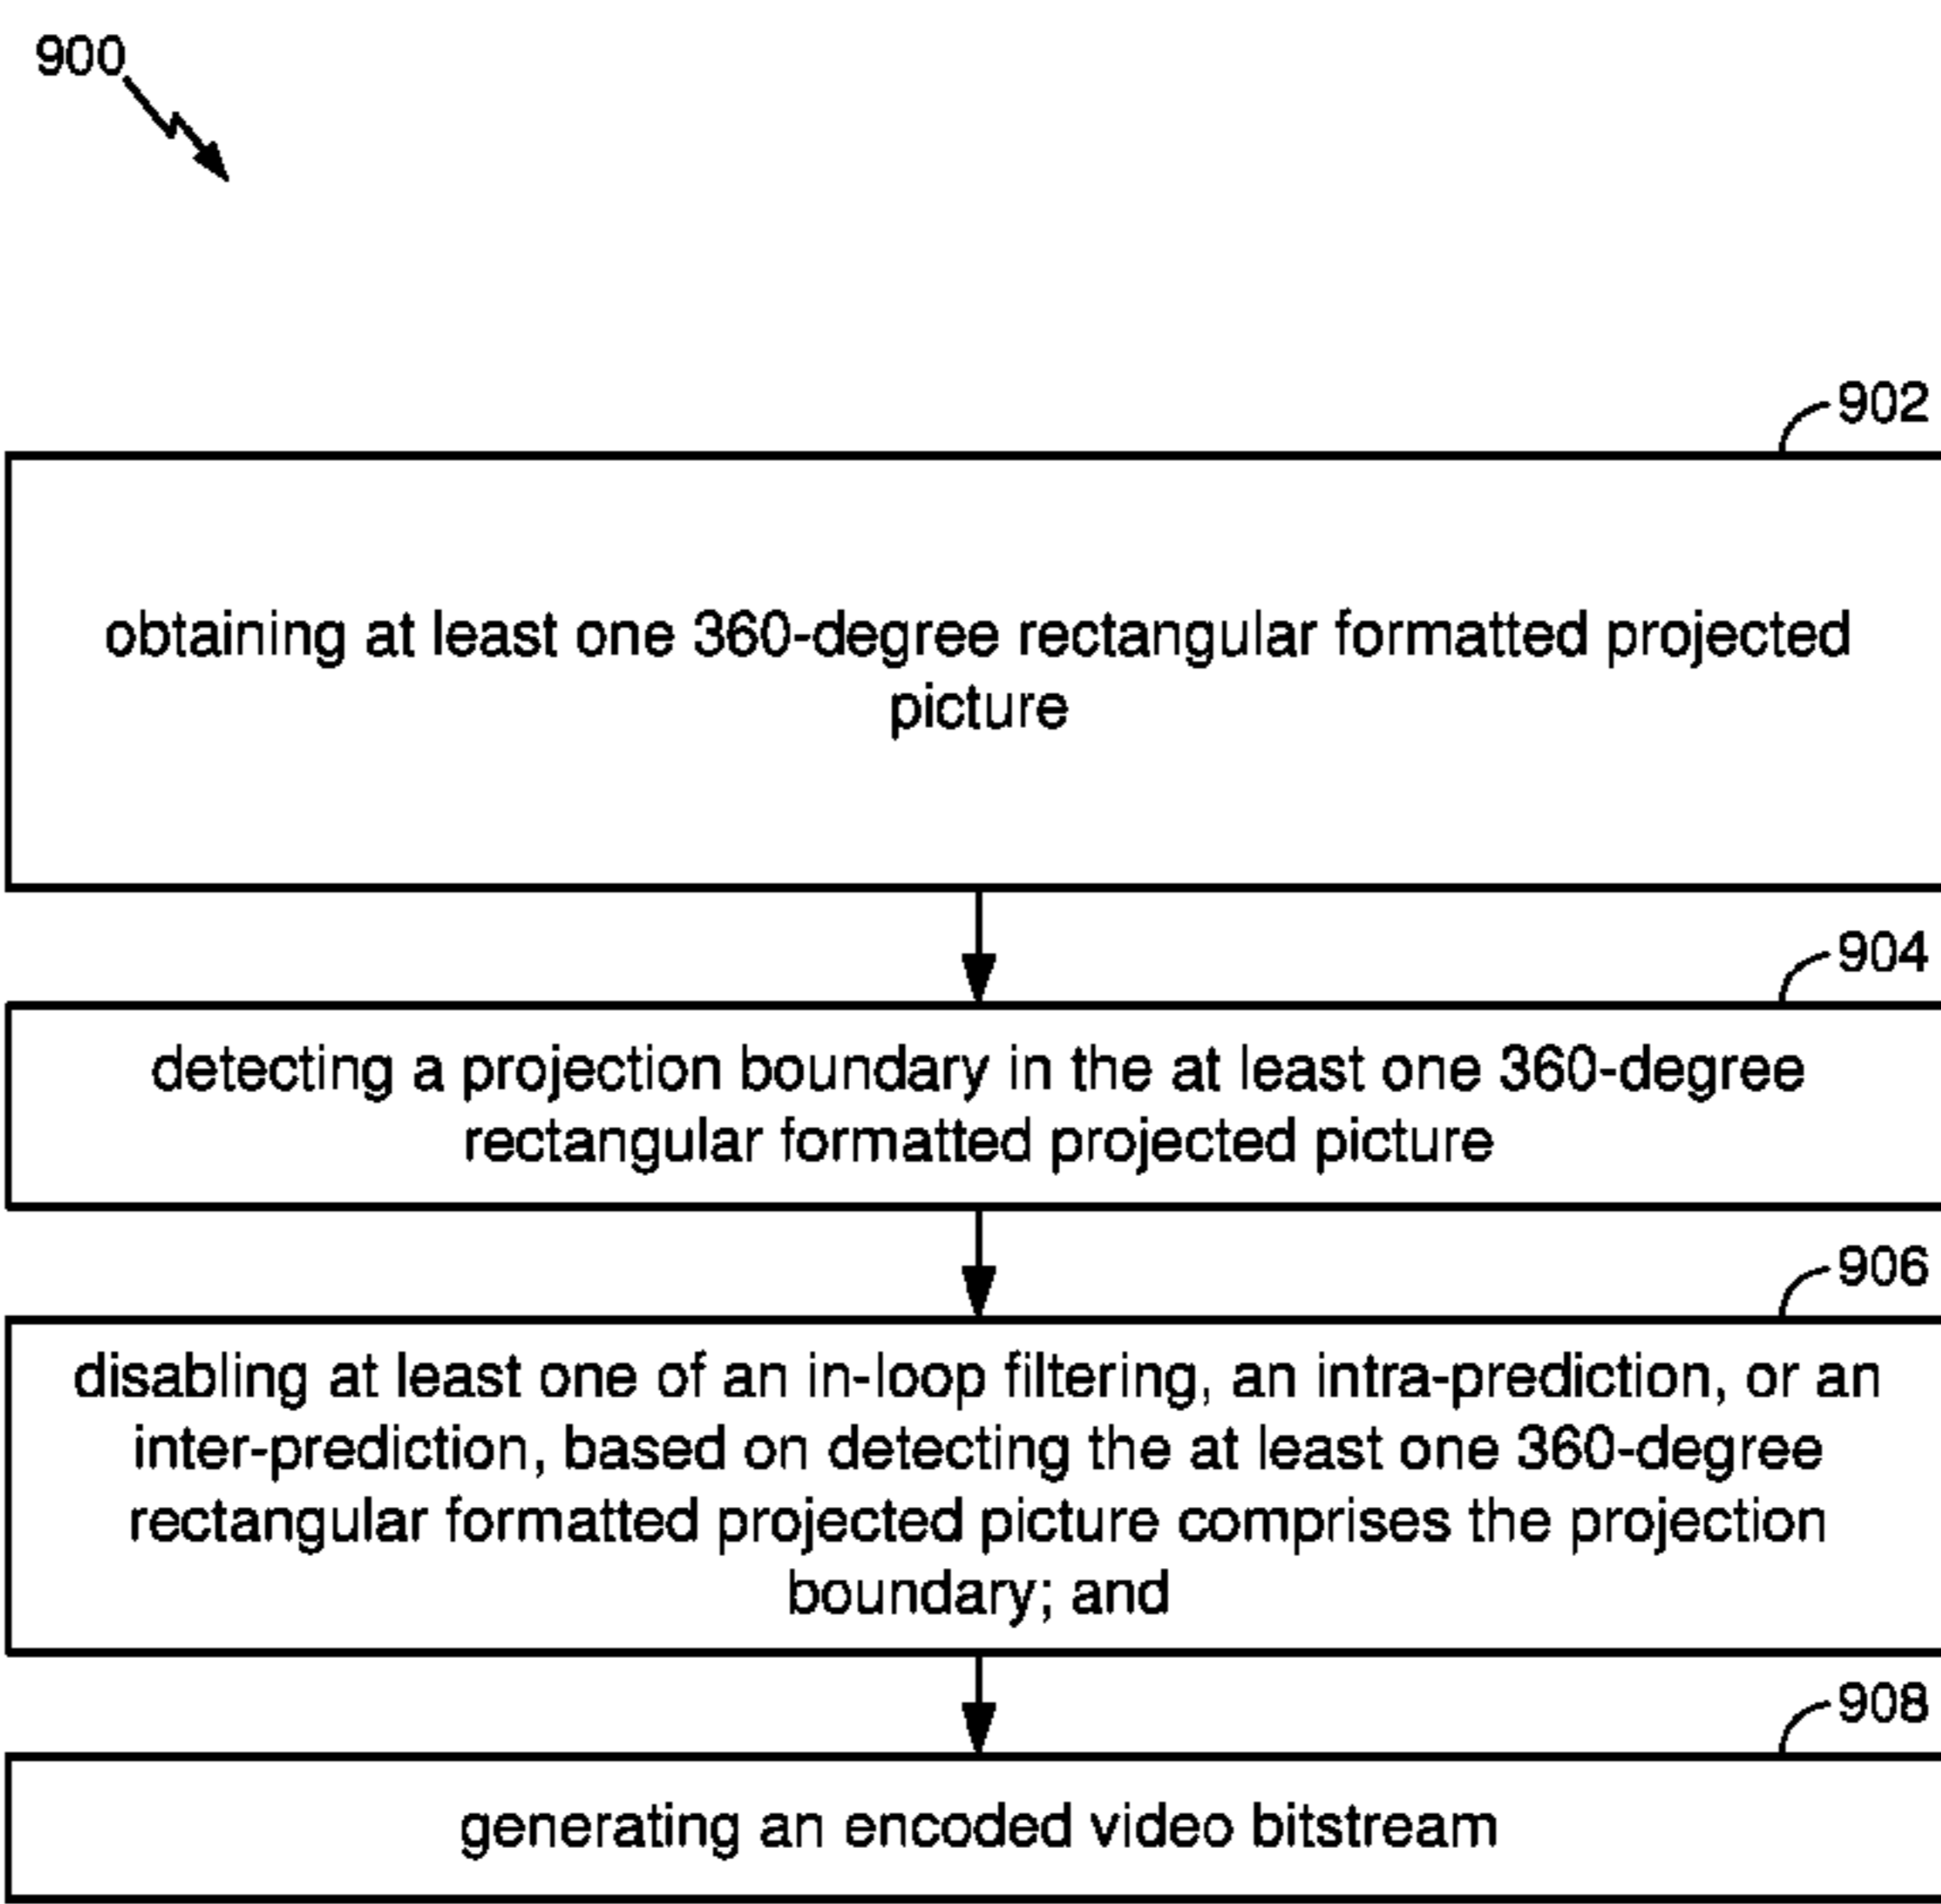 900
902
obtaining at least one 360-degree rectangular formatted projected
picture
904
detecting a projection boundary in the at least one 360-degree
rectangular formatted projected picture
906
disabling at least one of an in-loop filtering, an intra-prediction, or an
inter-prediction, based on detecting the at least one 360-degree
rectangular formatted projected picture comprises the projection
boundary; and
908
generating an encoded video bitstream